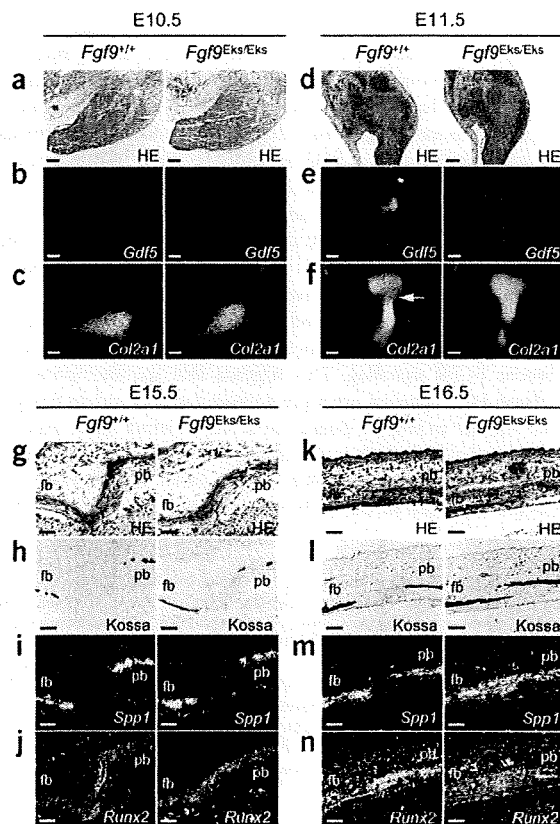 E10.5
E11.5
Fgf9+/+ Fgf9Eks/Eks
Fgf9+/+ Fgf9Eks/Eks
a HE HE
d HE HE
b Gdf5 Gdf5
e Gdf5 Gdf5
c Col2a1 Col2a1
f Col2a1 Col2a1
E15.5
E16.5
Fgf9+/+ Fgf9Eks/Eks
Fgf9+/+ Fgf9Eks/Eks
g fb pb HE fb pb HE
k fb pb HE fb pb HE
h fb pb Kossa fb pb Kossa
l fb pb Kossa fb pb Kossa
i fb pb Spp1 fb pb Spp1
m fb pb Spp1 fb pb Spp1
j fb pb Runx2 fb pb Runx2
n fb pb Runx2 fb pb Runx2